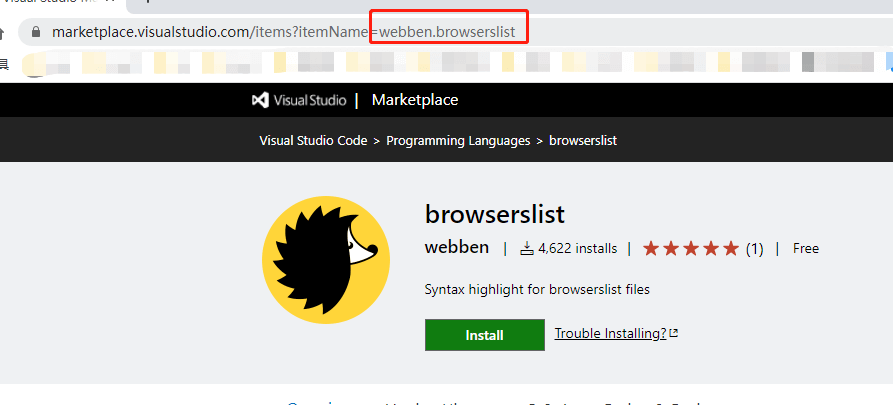 marketplace.visualstudio.com/items?itemName=webben.browserslist
Visual Studio | Marketplace
Visual Studio Code > Programming Languages > browserslist
browserslist
webben | 4,622 installs | (1) | Free
Syntax highlight for browserslist files
Install Trouble Installing?